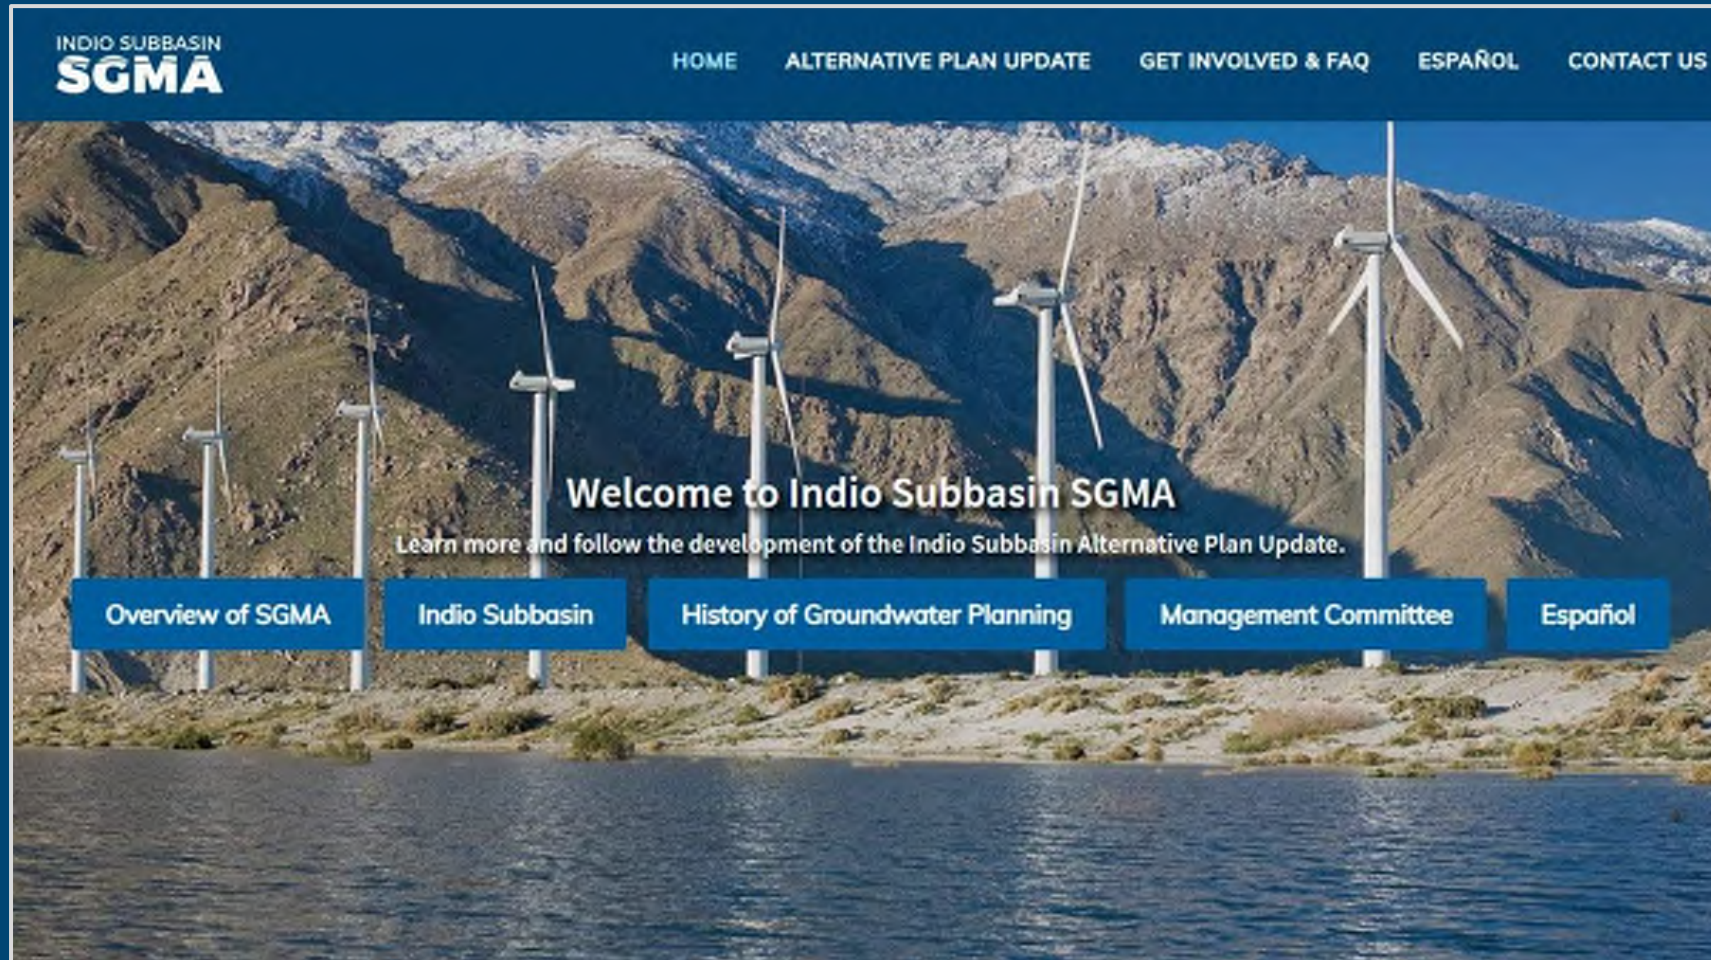 INDIO SUBBASIN
SGMA
HOME ALTERNATIVE PLAN UPDATE GET INVOLVED & FAQ ESPAÑOL CONTACT US
Welcome to Indio Subbasin SGMA
Learn more and follow the development of the Indio Subbasin Alternative Plan Update.
Overview of SGMA Indio Subbasin History of Groundwater Planning Management Committee Español